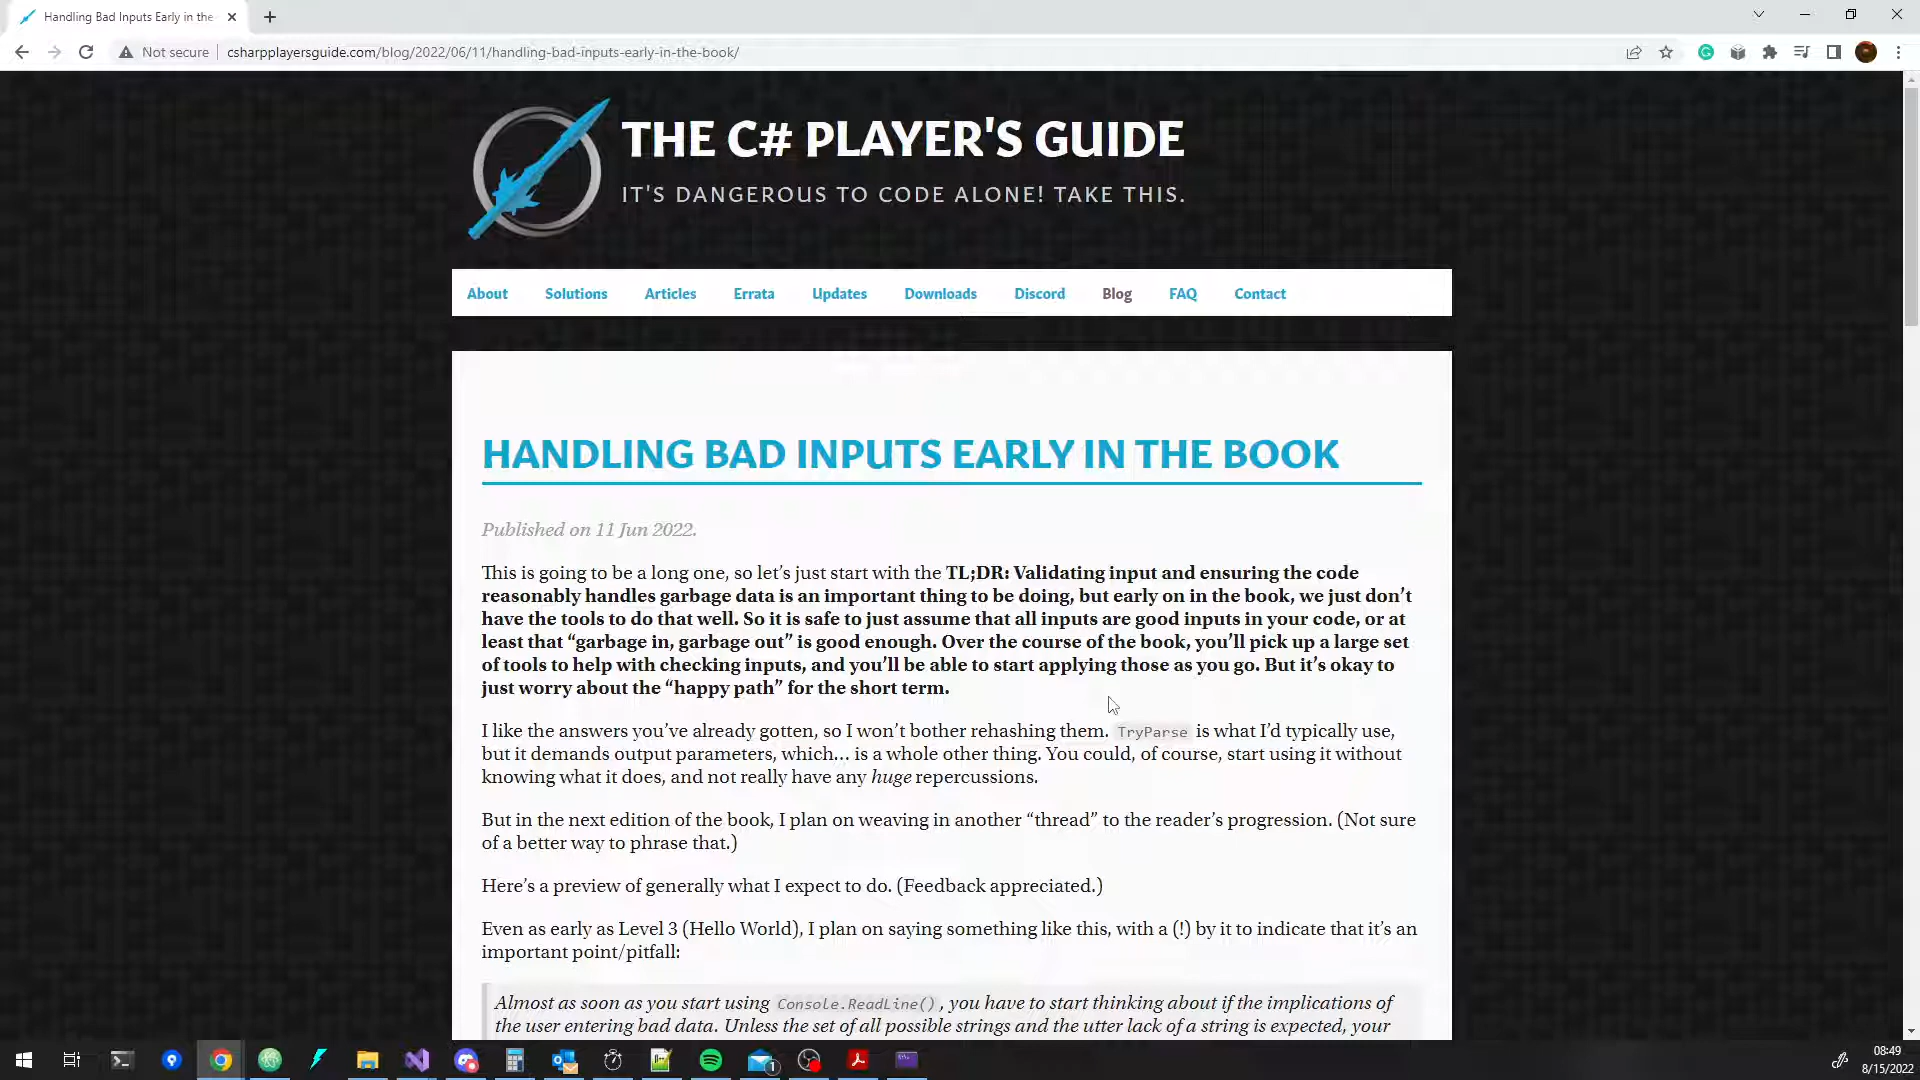 Handling Bad Inputs Early in the
Not secure
csharpplayersguide.com/blog/2022/06/11/handling-bad-inputs-early-in-the-book/
THE C# PLAYER'S GUIDE
IT'S DANGEROUS TO CODE ALONE! TAKE THIS.
About Solutions Articles Errata Updates Downloads Discord Blog FAQ Contact
HANDLING BAD INPUTS EARLY IN THE BOOK
Published on 11 Jun 2022.
This is going to be a long one, so let’s just start with the TL;DR: Validating input and ensuring the code
reasonably handles garbage data is an important thing to be doing, but early on in the book, we just don’t
have the tools to do that well. So it is safe to just assume that all inputs are good inputs in your code, or at
least that “garbage in, garbage out” is good enough. Over the course of the book, you’ll pick up a large set
of tools to help with checking inputs, and you’ll be able to start applying those as you go. But it’s okay to
just worry about the “happy path” for the short term.
I like the answers you’ve already gotten, so I won’t bother rehashing them. TryParse is what I’d typically use,
but it demands output parameters, which… is a whole other thing. You could, of course, start using it without
knowing what it does, and not really have any huge repercussions.
But in the next edition of the book, I plan on weaving in another “thread” to the reader’s progression. (Not sure
of a better way to phrase that.)
Here’s a preview of generally what I expect to do. (Feedback appreciated.)
Even as early as Level 3 (Hello World), I plan on saying something like this, with a (!) by it to indicate that it’s an
important point/pitfall:
Almost as soon as you start using Console.ReadLine(), you have to start thinking about if the implications of
the user entering bad data. Unless the set of all possible strings and the utter lack of a string is expected, your
08:49
8/15/2022